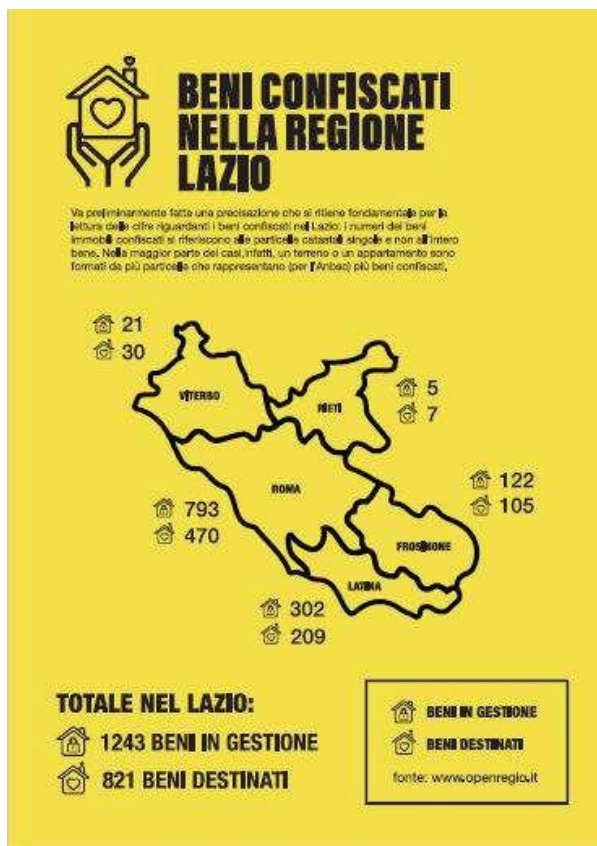 BENI CONFISCATI
NELLA REGIONE
LAZIO
Va preliminarmente fatta una precisazione che si ritiene fondamentale per la
lettura delle cifre riguardanti i beni confiscati nel Lazio: i numeri dei beni
immobili confiscati si riferiscono alle particelle catastali singole e non all'intero
bene. Nella maggior parte dei casi, infatti, un terreno o un appartamento sono
formati da più particelle che rappresentano (per l'Anbsc) più beni confiscati.
21
30
VITERBO
RIETI
5
7
ROMA
122
105
793
470
FROSINONE
LATINA
302
209
TOTALE NEL LAZIO:
1243 BENI IN GESTIONE
821 BENI DESTINATI
BENI IN GESTIONE
BENI DESTINATI
fonte: www.openregio.it